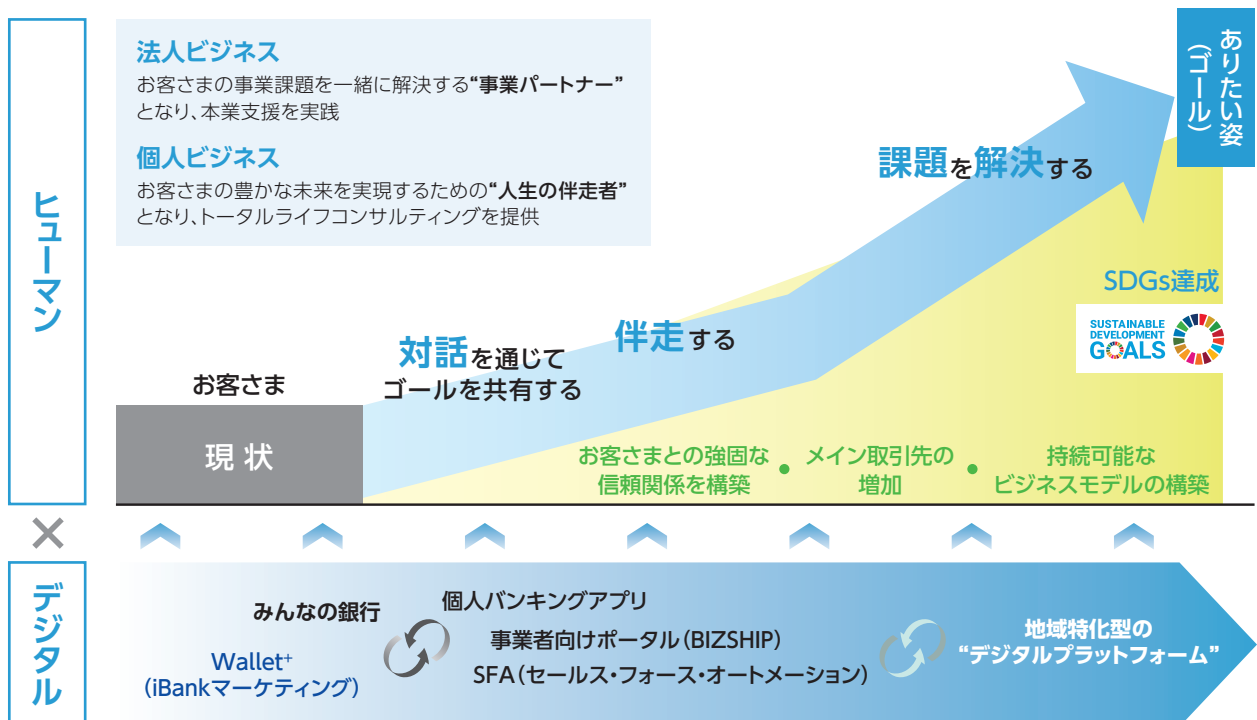 ヒューマン
法人ビジネス
お客さまの事業課題を一緒に解決する“事業パートナー”
となり、本業支援を実践
個人ビジネス
お客さまの豊かな未来を実現するための“人生の伴走者”
となり、トータルライフコンサルティングを提供
ありたい姿
（ゴール）
課題を解決する
伴走する
対話を通じて
ゴールを共有する
お客さま
現状
SDGs達成
SUSTAINABLE
DEVELOPMENT
GOALS
お客さまとの強固な
信頼関係を構築
●
メイン取引先の
増加
●
持続可能な
ビジネスモデルの構築
×
デジタル
みんなの銀行
Wallet+
（iBankマーケティング）
個人バンキングアプリ
事業者向けポータル（BIZSHIP）
SFA（セールス・フォース・オートメーション）
地域特化型の
“デジタルプラットフォーム”